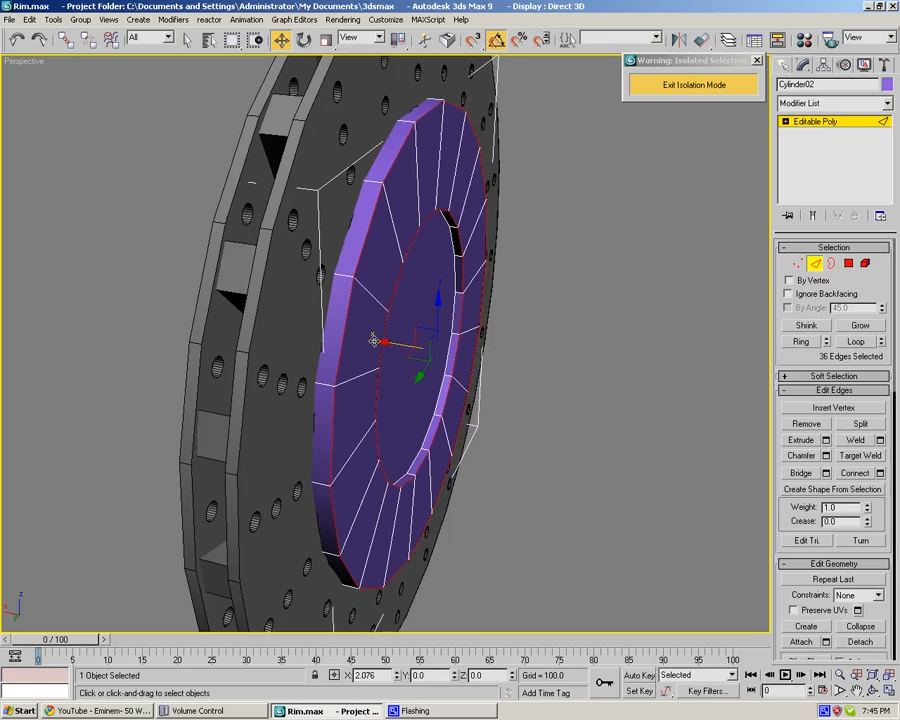 Rim.max - Project Folder: C:\Documents and Settings\Administrator\My Documents\3dsmax - Autodesk 3ds Max 9 - Display : Direct 3D
File Edit Tools Group Views Create Modifiers reactor Animation Graph Editors Rendering Customize MAXScript Help
All View View
Perspective
Warning: Isolated Selection
Exit Isolation Mode
Cylinder02
Modifier List
Editable Poly
Selection
By Vertex
Ignore Backfacing
By Angle: 45.0
Shrink Grow
Ring Loop
36 Edges Selected
Soft Selection
Edit Edges
Insert Vertex
Remove Split
Extrude Weld
Chamfer Target Weld
Bridge Connect
Create Shape From Selection
Weight: 1.0
Crease: 0.0
Edit Tri. Turn
Edit Geometry
Repeat Last
Constraints: None
Preserve UVs
Create Collapse
Attach Detach
x
z
z
x
0 / 100
0 5 10 15 20 25 30 35 40 45 50 55 60 65 70 75 80 85 90 95 100
1 Object Selected X: 2.076 Y: 0.0 Z: 0.0 Grid = 100.0 Auto Key Selected
Click or click-and-drag to select objects Add Time Tag Set Key Key Filters... 0
Start YouTube - Eminem- 50 W... Volume Control Rim.max - Project ... Flashing 7:45 PM